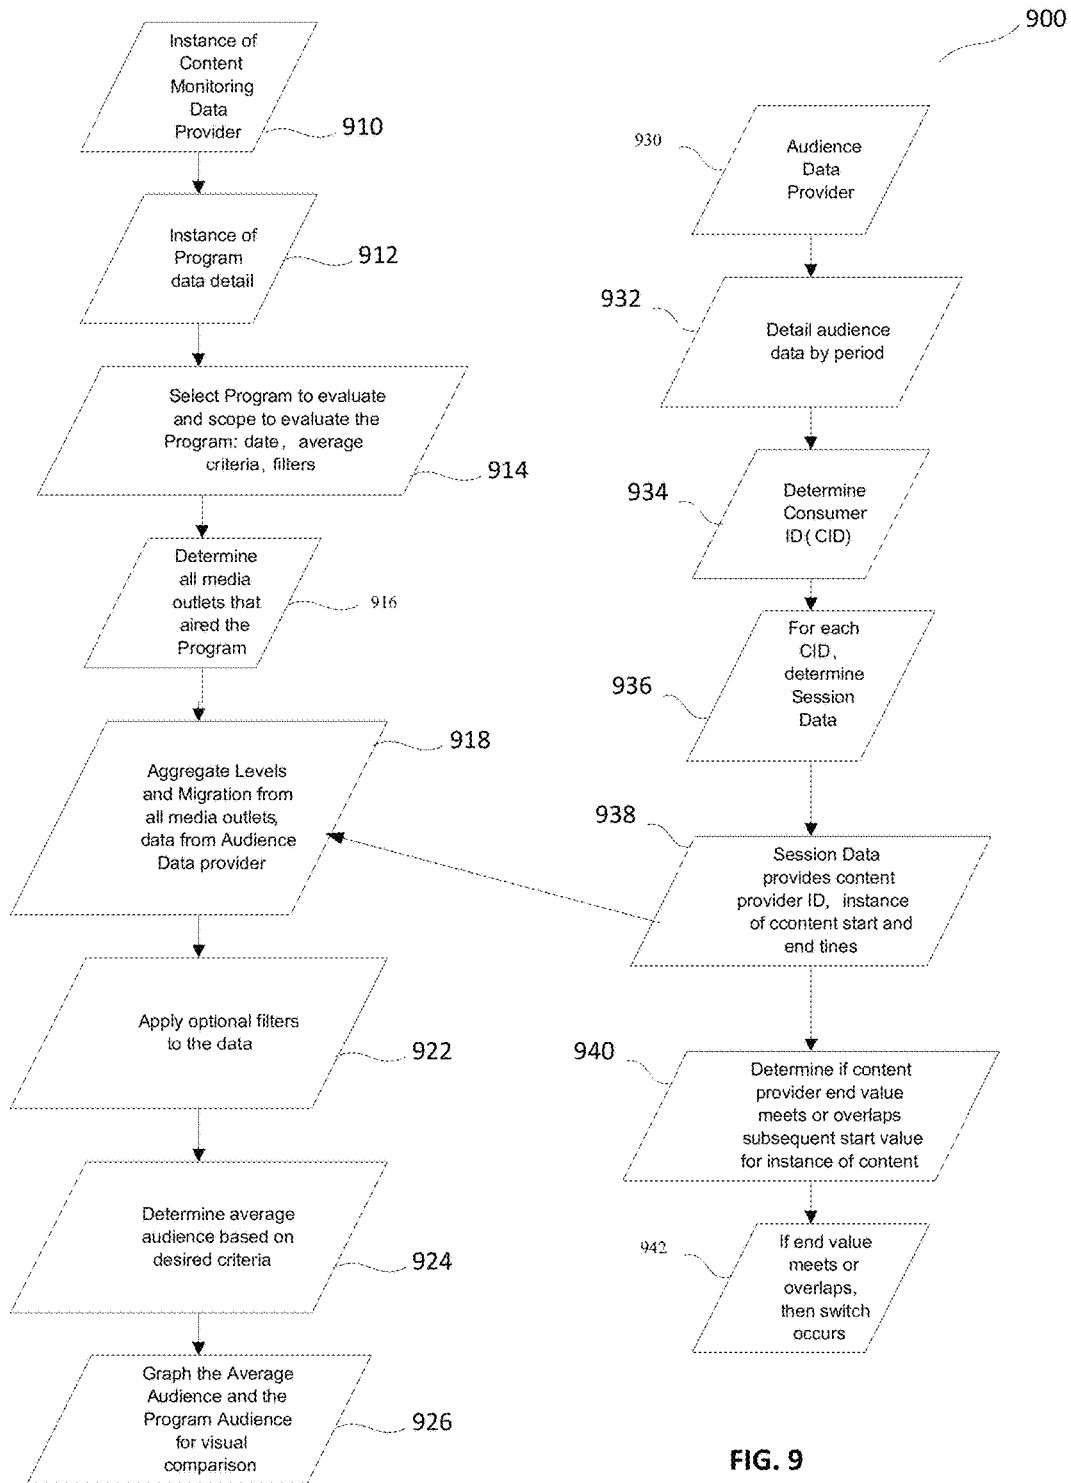 900
Instance of
Content
Monitoring
Data
Provider
910
Instance of
Program
data detail
912
Select Program to evaluate
and scope to evaluate the
Program: date, average
criteria, filters
914
Determine
all media
outlets that
aired the
Program
916
Aggregate Levels
and Migration from
all media outlets,
data from Audience
Data provider
918
Apply optional filters
to the data
922
Determine average
audience based on
desired criteria
924
Graph the Average
Audience and the
Program Audience
for visual
comparison
926
930
Audience
Data
Provider
932
Detail audience
data by period
934
Determine
Consumer
ID( CID)
936
For each
CID,
determine
Session
Data
938
Session Data
provides content
provider ID, instance
of ccontent start and
end tines
940
Determine if content
provider end value
meets or overlaps
subsequent start value
for instance of content
942
If end value
meets or
overlaps,
then switch
occurs
FIG. 9